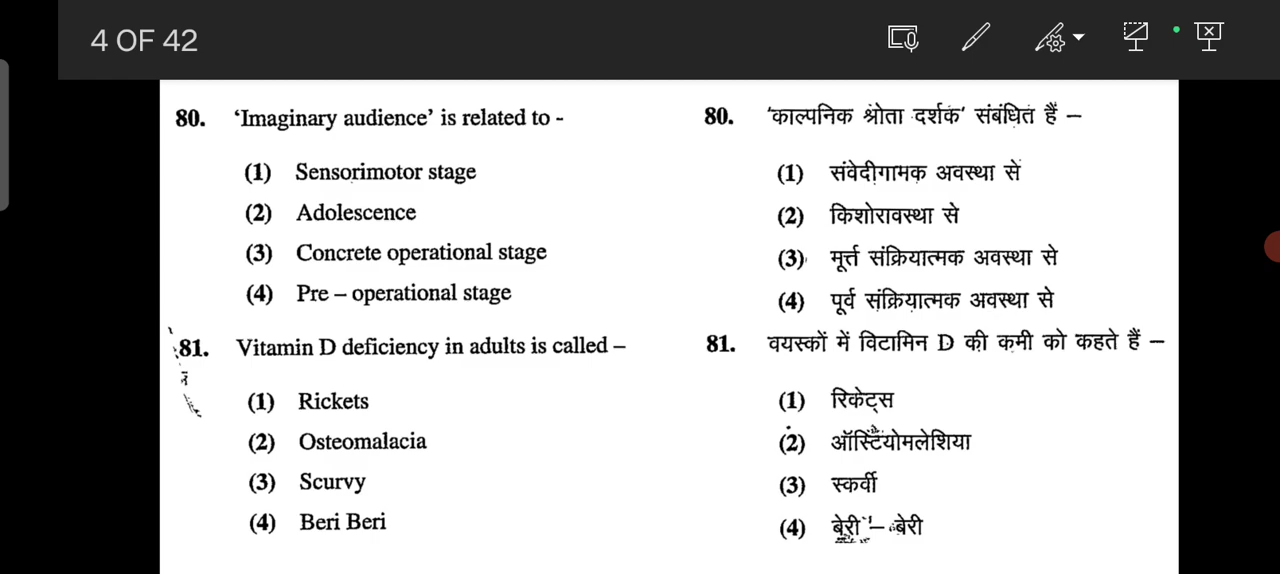 4 OF 42
80. ‘Imaginary audience’ is related to -
(1) Sensorimotor stage
(2) Adolescence
(3) Concrete operational stage
(4) Pre – operational stage
81. Vitamin D deficiency in adults is called –
(1) Rickets
(2) Osteomalacia
(3) Scurvy
(4) Beri Beri
80. ‘काल्पनिक श्रोता दर्शक’ संबंधित हैं –
(1) संवेदीगामक अवस्था से
(2) किशोरावस्था से
(3) मूर्त्त संक्रियात्मक अवस्था से
(4) पूर्व संक्रियात्मक अवस्था से
81. वयस्कों में विटामिन D की कमी को कहते हैं –
(1) रिकेट्स
(2) ऑस्टियोमलेशिया
(3) स्कर्वी
(4) बेरी – बेरी